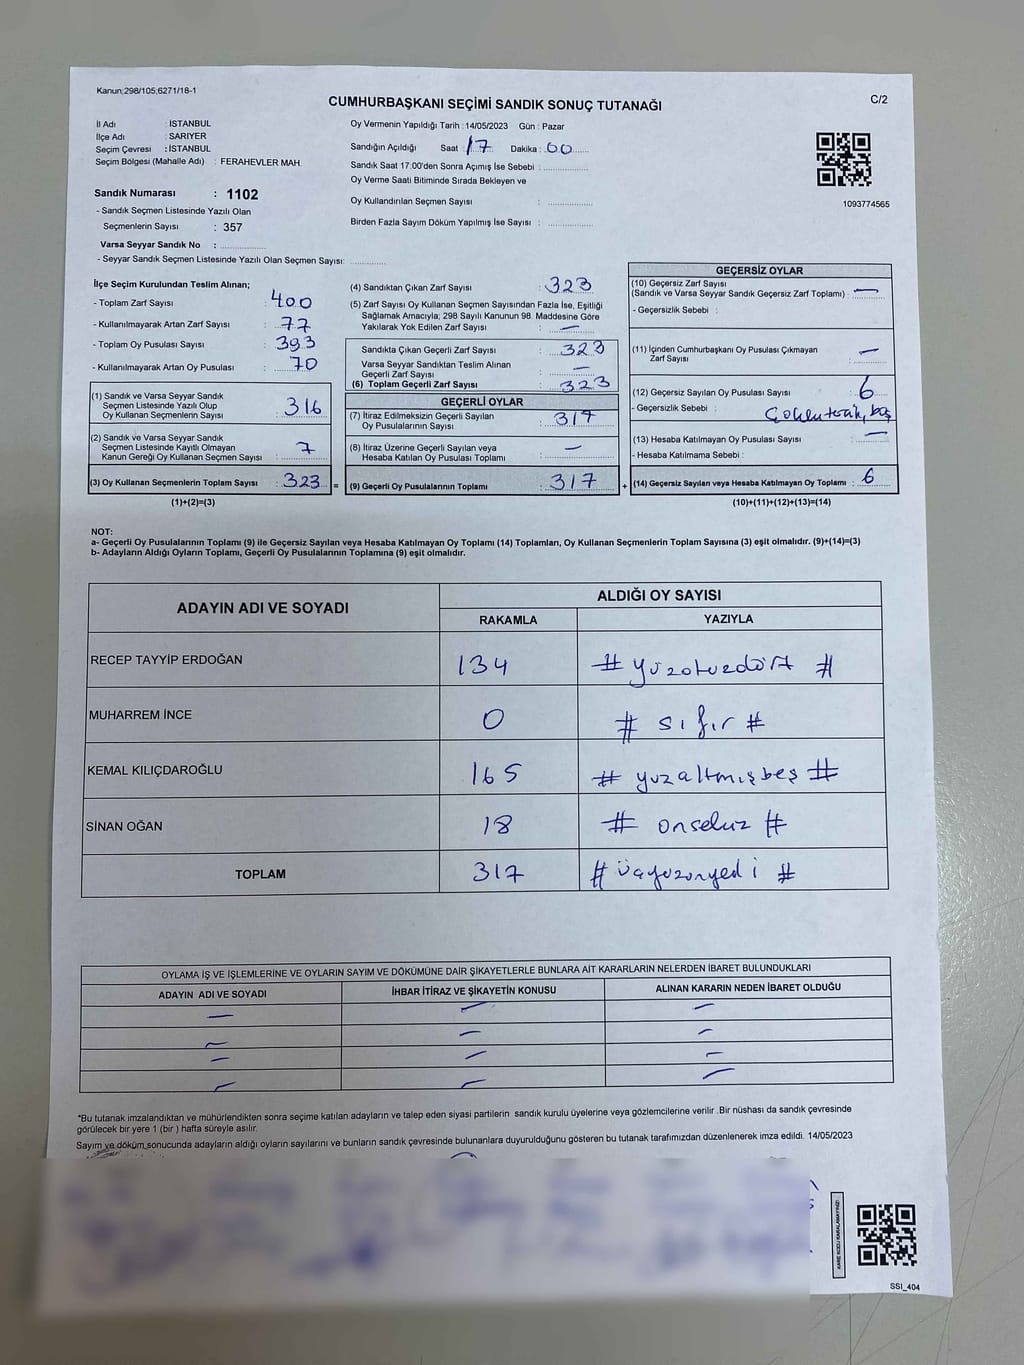 Kanun;298/105;6271/18-1
CUMHURBAŞKANI SEÇİMİ SANDIK SONUÇ TUTANAĞI
C/2
İl Adı : İSTANBUL
İlçe Adı : SARIYER
Seçim Çevresi : İSTANBUL
Seçim Bölgesi (Mahalle Adı) : FERAHEVLER MAH.
Sandık Numarası : 1102
- Sandık Seçmen Listesinde Yazılı Olan
Seçmenlerin Sayısı : 357
Varsa Seyyar Sandık No :
- Seyyar Sandık Seçmen Listesinde Yazılı Olan Seçmen Sayısı:
Oy Vermenin Yapıldığı Tarih : 14/05/2023 Gün : Pazar
Sandığın Açıldığı Saat : 17 Dakika : 00
Sandık Saat 17:00'den Sonra Açımış İse Sebebi :
Oy Verme Saati Bitiminde Sırada Bekleyen ve
Oy Kullandırılan Seçmen Sayısı :
Birden Fazla Sayım Döküm Yapılmış İse Sayısı :
1093774565
İlçe Seçim Kurulundan Teslim Alınan;
- Toplam Zarf Sayısı : 400
- Kullanılmayarak Artan Zarf Sayısı : 77
- Toplam Oy Pusulası Sayısı : 393
- Kullanılmayarak Artan Oy Pusulası : 70
(1) Sandık ve Varsa Seyyar Sandık
Seçmen Listesinde Yazılı Olup
Oy Kullanan Seçmenlerin Sayısı : 316
(2) Sandık ve Varsa Seyyar Sandık
Seçmen Listesinde Kayıtlı Olmayan
Kanun Gereği Oy Kullanan Seçmen Sayısı : 7
(3) Oy Kullanan Seçmenlerin Toplam Sayısı : 323 =
(1)+(2)=(3)
(4) Sandıktan Çıkan Zarf Sayısı : 323
(5) Zarf Sayısı Oy Kullanan Seçmen Sayısından Fazla İse, Eşitliği
Sağlamak Amacıyla; 298 Sayılı Kanunun 98. Maddesine Göre
Yakılarak Yok Edilen Zarf Sayısı : —
Sandıkta Çıkan Geçerli Zarf Sayısı : 323
Varsa Seyyar Sandıktan Teslim Alınan
Geçerli Zarf Sayısı : —
(6) Toplam Geçerli Zarf Sayısı : 323
GEÇERLİ OYLAR
(7) İtiraz Edilmeksizin Geçerli Sayılan
Oy Pusulalarının Sayısı : 317
(8) İtiraz Üzerine Geçerli Sayılan veya
Hesaba Katılan Oy Pusulası Toplamı : —
(9) Geçerli Oy Pusulalarının Toplamı : 317 +
GEÇERSİZ OYLAR
(10) Geçersiz Zarf Sayısı
(Sandık ve Varsa Seyyar Sandık Geçersiz Zarf Toplamı) : —
- Geçersizlik Sebebi :
(11) İçinden Cumhurbaşkanı Oy Pusulası Çıkmayan
Zarf Sayısı : —
(12) Geçersiz Sayılan Oy Pusulası Sayısı : 6
- Geçersizlik Sebebi : boş
(13) Hesaba Katılmayan Oy Pusulası Sayısı : —
- Hesaba Katılmama Sebebi :
(14) Geçersiz Sayılan veya Hesaba Katılmayan Oy Toplamı : 6
(10)+(11)+(12)+(13)=(14)
NOT:
a- Geçerli Oy Pusulalarının Toplamı (9) ile Geçersiz Sayılan veya Hesaba Katılmayan Oy Toplamı (14) Toplamları, Oy Kullanan Seçmenlerin Toplam Sayısına (3) eşit olmalıdır. (9)+(14)=(3)
b- Adayların Aldığı Oyların Toplamı, Geçerli Oy Pusulalarının Toplamına (9) eşit olmalıdır.
ADAYIN ADI VE SOYADI ALDIĞI OY SAYISI
RAKAMLA YAZIYLA
RECEP TAYYİP ERDOĞAN 134 # yüzotuzdört #
MUHARREM İNCE 0 # sıfır #
KEMAL KILIÇDAROĞLU 165 # yuzaltmışbeş #
SİNAN OĞAN 18 # onsekız #
TOPLAM 317 # üçyuzonyedi #
OYLAMA İŞ VE İŞLEMLERİNE VE OYLARIN SAYIM VE DÖKÜMÜNE DAİR ŞİKAYETLERLE BUNLARA AİT KARARLARIN NELERDEN İBARET BULUNDUKLARI
ADAYIN ADI VE SOYADI İHBAR İTİRAZ VE ŞİKAYETİN KONUSU ALINAN KARARIN NEDEN İBARET OLDUĞU
— — —
— — —
— — —
— — —
*Bu tutanak imzalandıktan ve mühürlendikten sonra seçime katılan adayların ve talep eden siyasi partilerin sandık kurulu üyelerine veya gözlemcilerine verilir .Bir nüshası da sandık çevresinde
görülecek bir yere 1 (bir ) hafta süreyle asılır.
Sayım ve döküm sonucunda adayların aldığı oyların sayılarını ve bunların sandık çevresinde bulunanlara duyurulduğunu gösteren bu tutanak tarafımızdan düzenlenerek imza edildi. 14/05/2023
KARE KODU KARALAMAYINIZ!
SSI_404